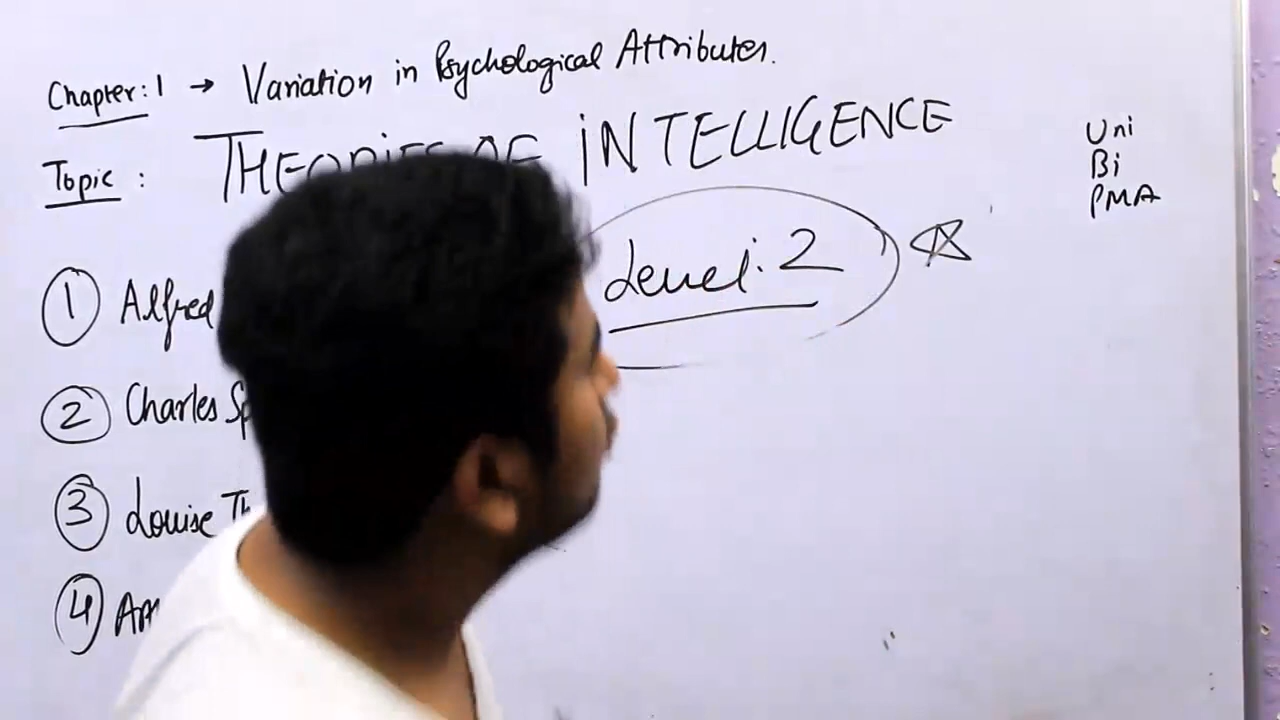 Chapter: 1 → Variation in Psychological Attributes.
Topic : THEORIES OF INTELLIGENCE
Uni
Bi
PMA
Level: 2
① Alfred
② Charles
③ Louise
④